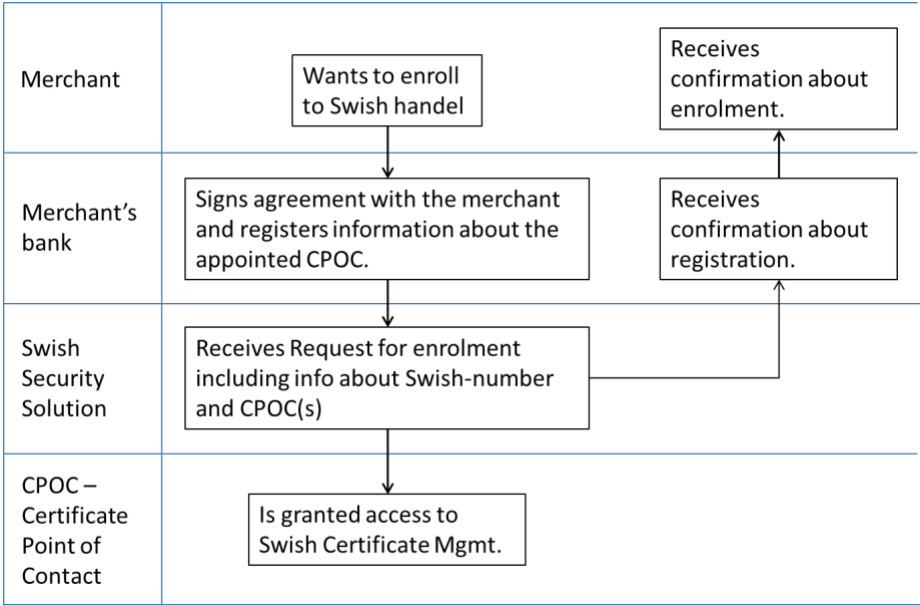 Merchant
Wants to enroll
to Swish handel
Receives
confirmation about
enrolment.
Merchant's
bank
Signs agreement with the merchant
and registers information about the
appointed CPOC.
Receives
confirmation about
registration.
Swish
Security
Solution
Receives Request for enrolment
including info about Swish-number
and CPOC(s)
CPOC –
Certificate
Point of
Contact
Is granted access to
Swish Certificate Mgmt.